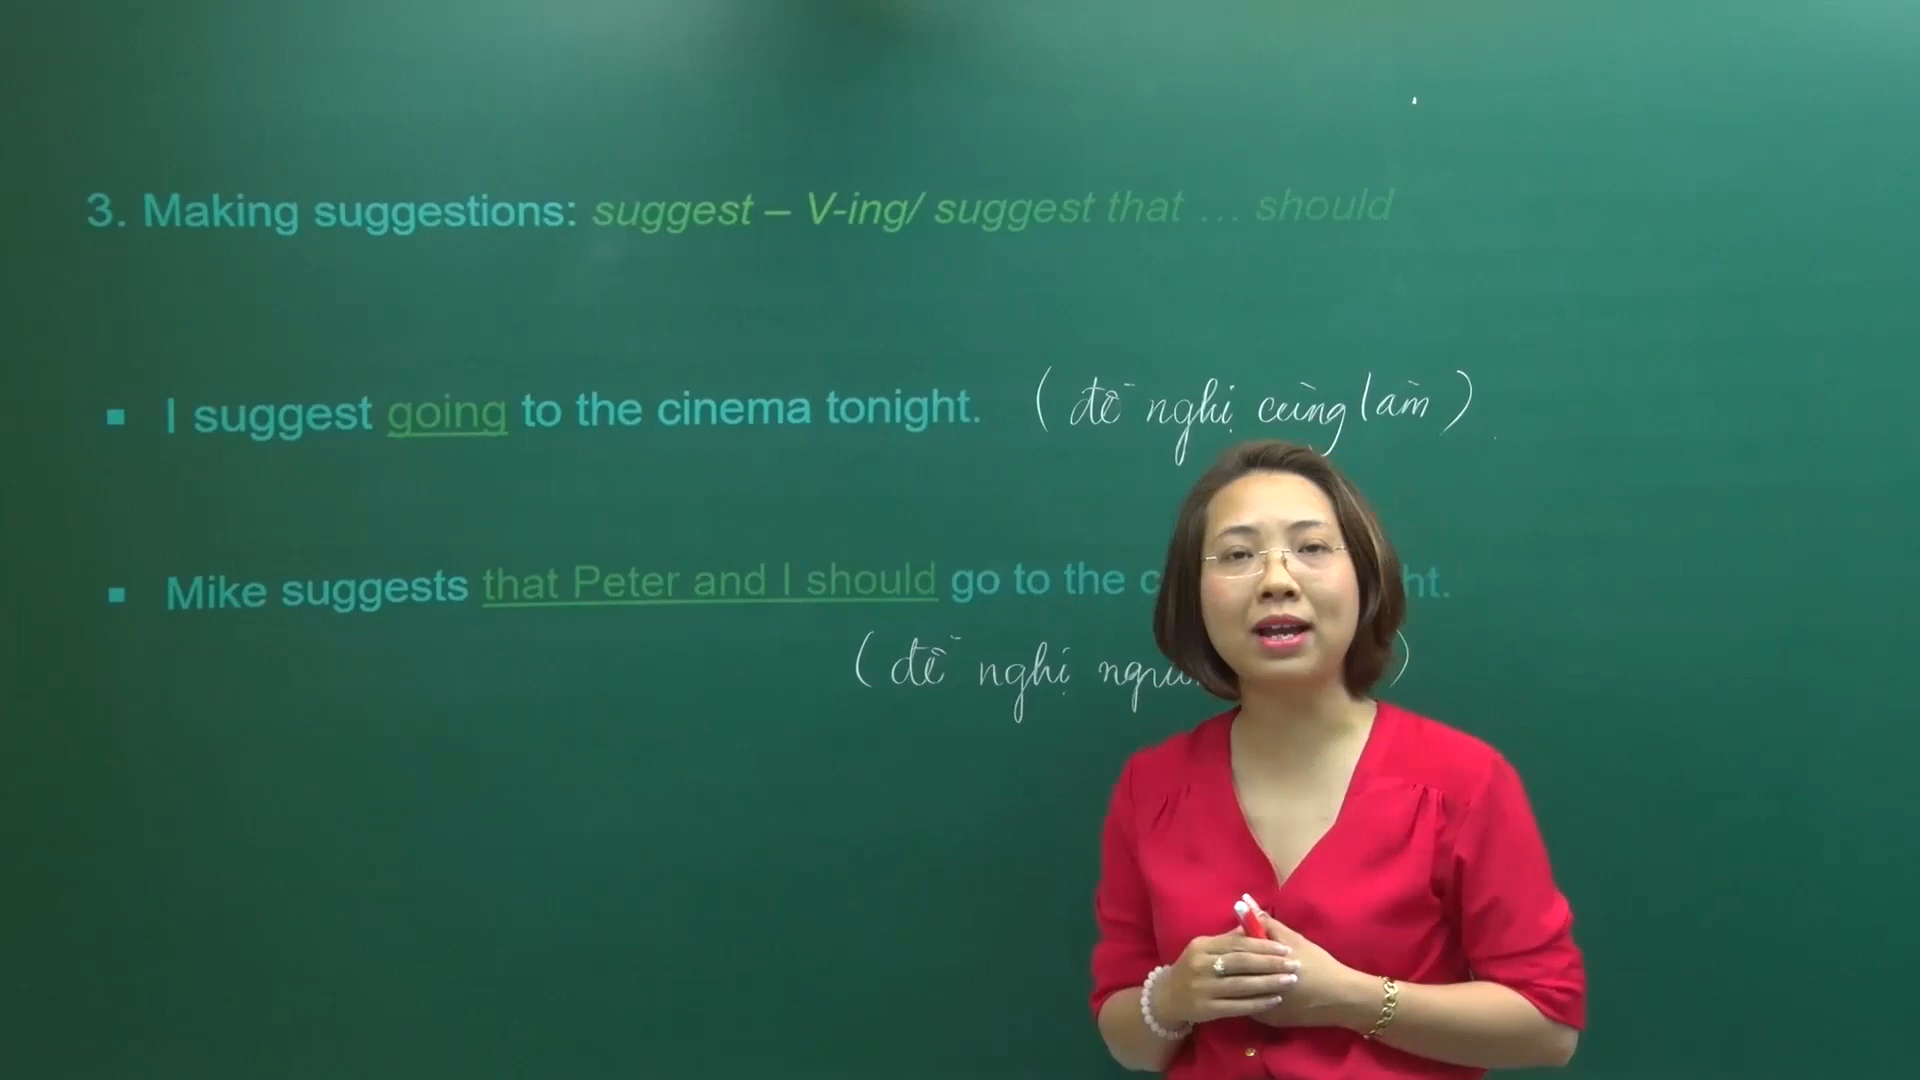 3. Making suggestions: suggest – V-ing/ suggest that … should
▪ I suggest going to the cinema tonight. (đề nghị cùng làm)
▪ Mike suggests that Peter and I should go to the
(đề nghị )